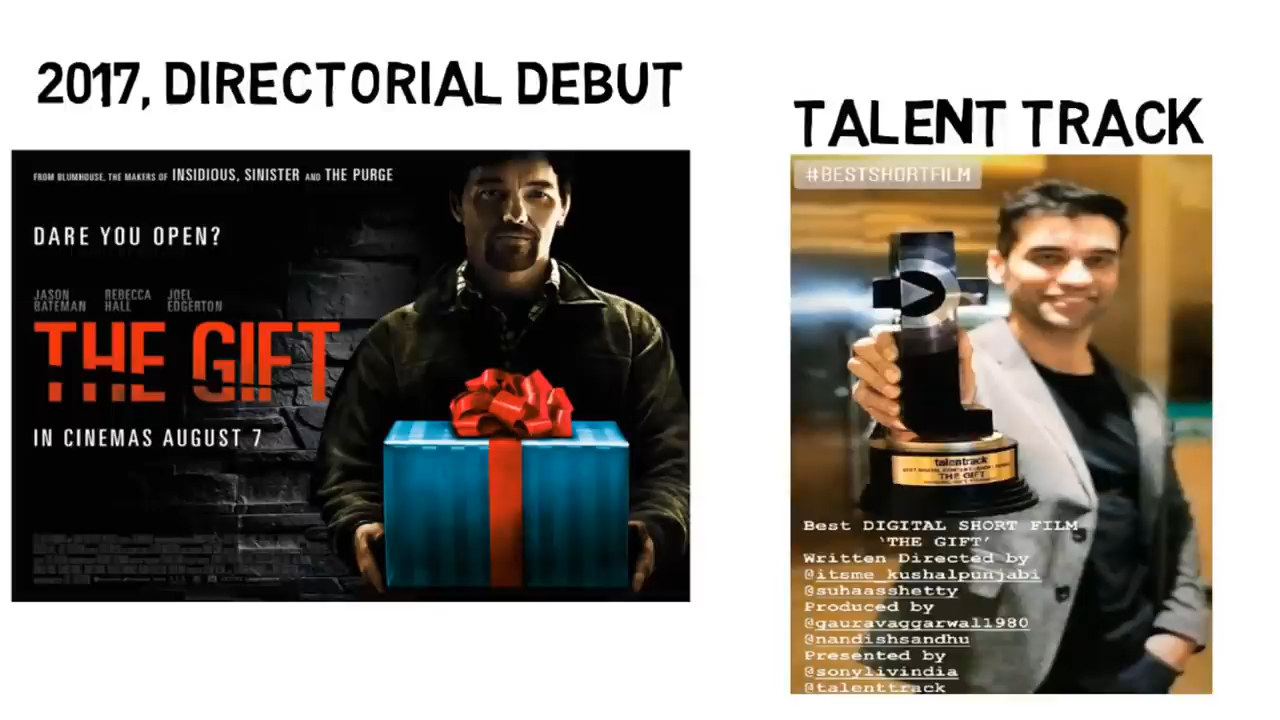 2017, DIRECTORIAL DEBUT
TALENT TRACK
FROM BLUMHOUSE, THE MAKERS OF INSIDIOUS, SINISTER AND THE PURGE
DARE YOU OPEN?
JASON BATEMAN REBECCA HALL JOEL EDGERTON
THE GIFT
IN CINEMAS AUGUST 7
#BESTSHORTFILM
talentrack
THE GIFT
Best DIGITAL SHORT FILM
'THE GIFT'
Written Directed by
@itsme_kushalpunjabi
@suhaasshetty
Produced by
@gauravaggarwal1980
@nandishsandhu
Presented by
@sonylivindia
@talenttrack